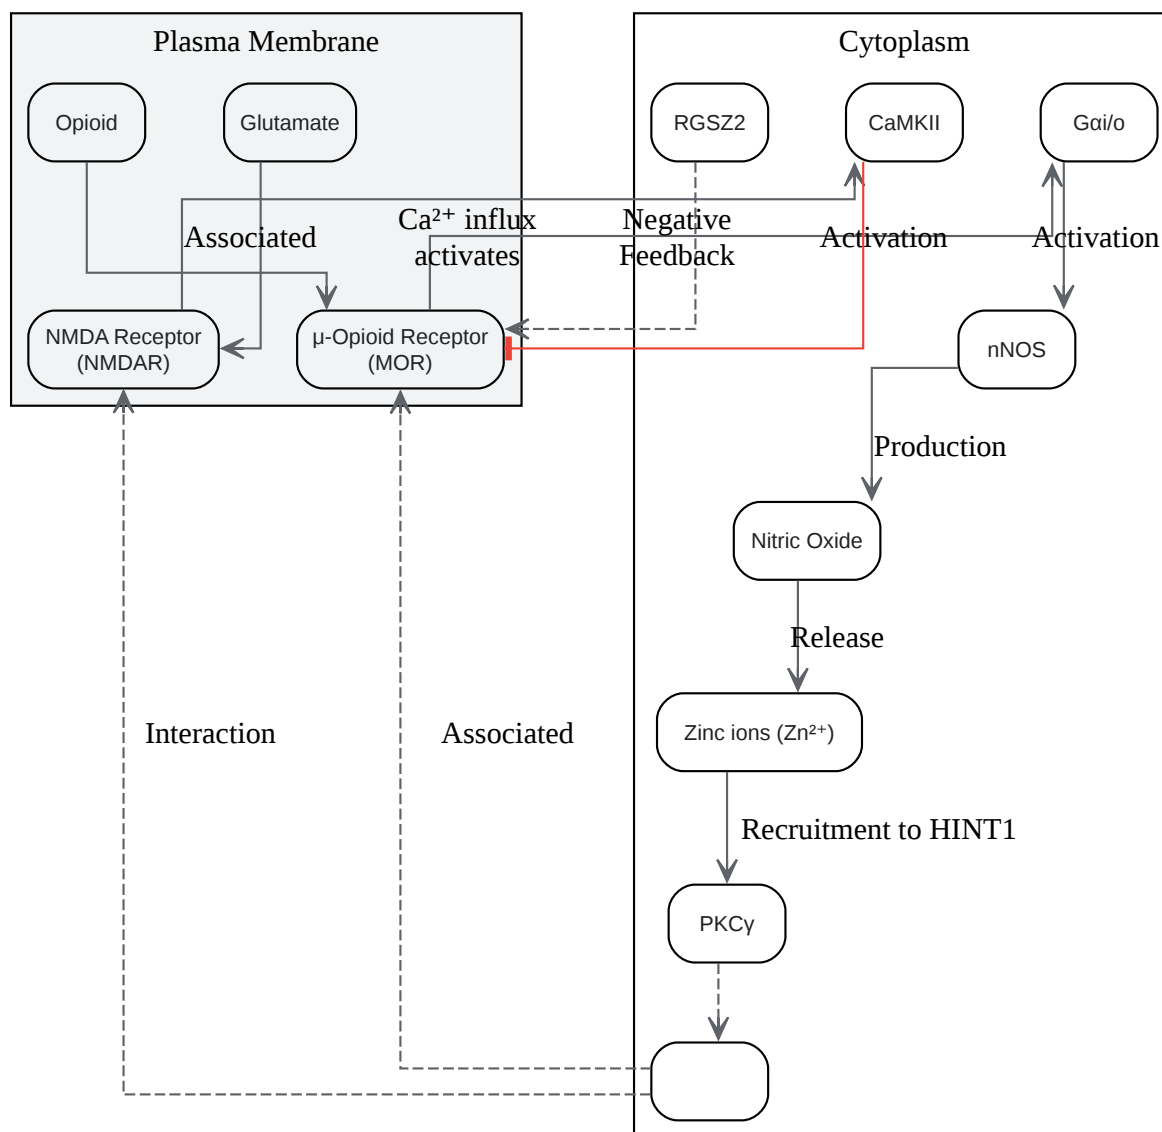 Plasma Membrane
Cytoplasm
Opioid
Glutamate
RGSZ2
CaMKII
Gαi/o
Associated
Ca²⁺ influx
activates
Negative
Feedback
Activation
Activation
NMDA Receptor
(NMDAR)
μ-Opioid Receptor
(MOR)
nNOS
Production
Nitric Oxide
Release
Interaction
Associated
Zinc ions (Zn²⁺)
Recruitment to HINT1
PKCγ